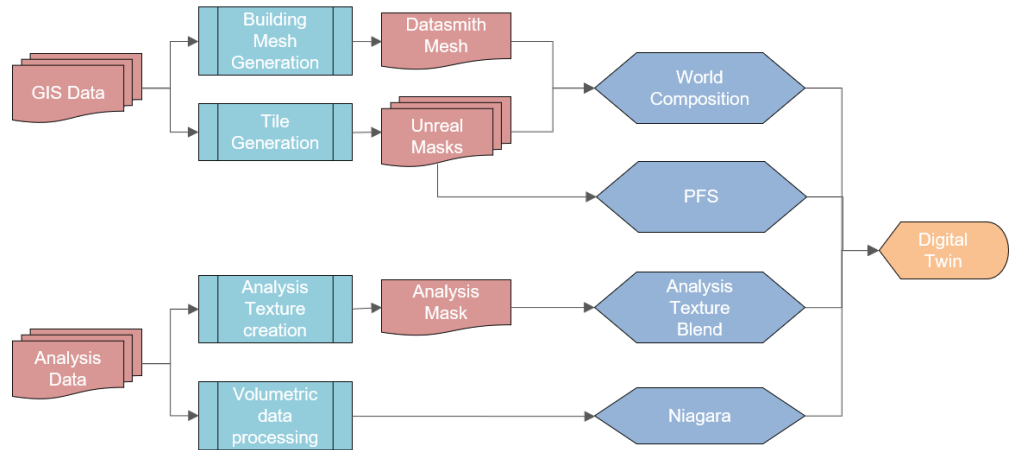 Building
Mesh
Generation
Datasmith
Mesh
GIS Data
World
Composition
Tile
Generation
Unreal
Masks
PFS
Digital
Twin
Analysis
Texture
creation
Analysis
Mask
Analysis
Texture
Blend
Analysis
Data
Volumetric
data
processing
Niagara